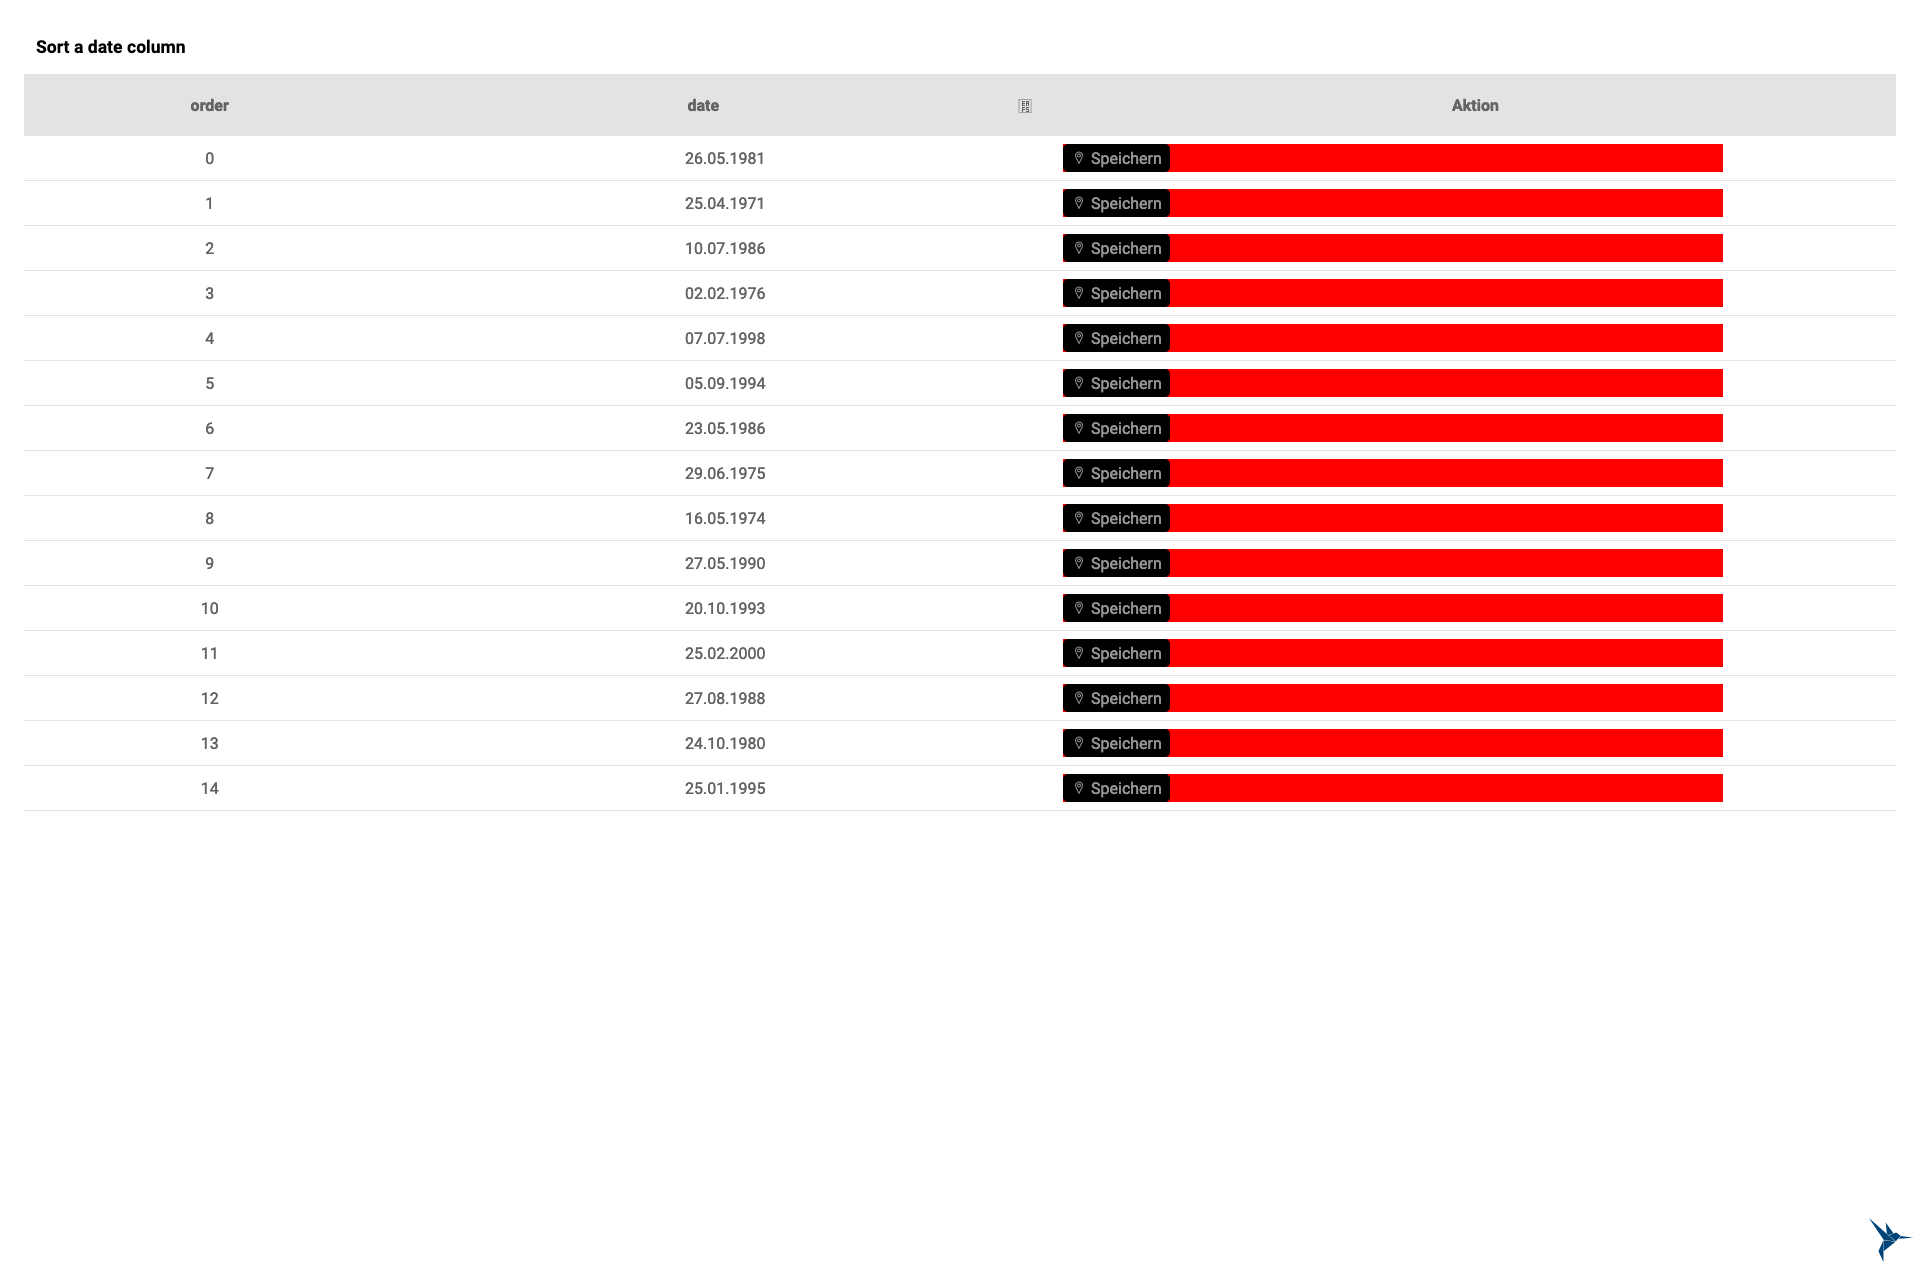 Sort a date column
order date Aktion
0 26.05.1981 Speichern
1 25.04.1971 Speichern
2 10.07.1986 Speichern
3 02.02.1976 Speichern
4 07.07.1998 Speichern
5 05.09.1994 Speichern
6 23.05.1986 Speichern
7 29.06.1975 Speichern
8 16.05.1974 Speichern
9 27.05.1990 Speichern
10 20.10.1993 Speichern
11 25.02.2000 Speichern
12 27.08.1988 Speichern
13 24.10.1980 Speichern
14 25.01.1995 Speichern